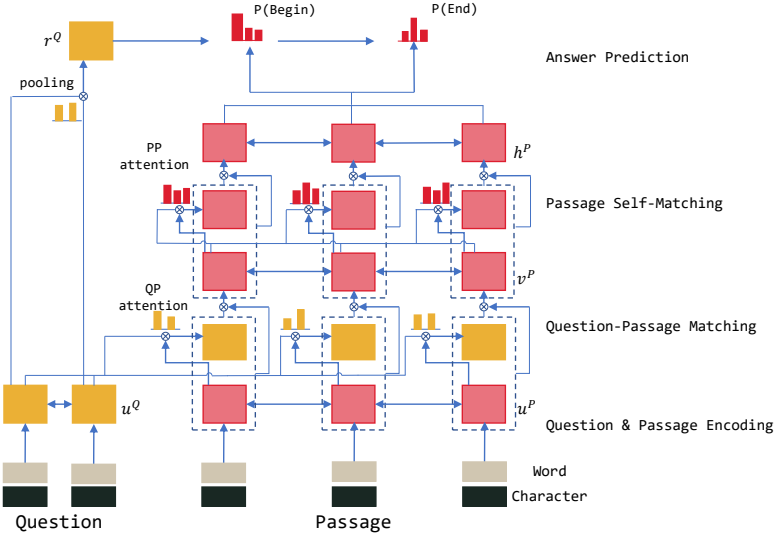 P(Begin)
P(End)
r^Q
Answer Prediction
pooling
PP
attention
h^P
Passage Self-Matching
v^P
QP
attention
Question-Passage Matching
u^Q
u^P
Question & Passage Encoding
Word
Character
Question
Passage